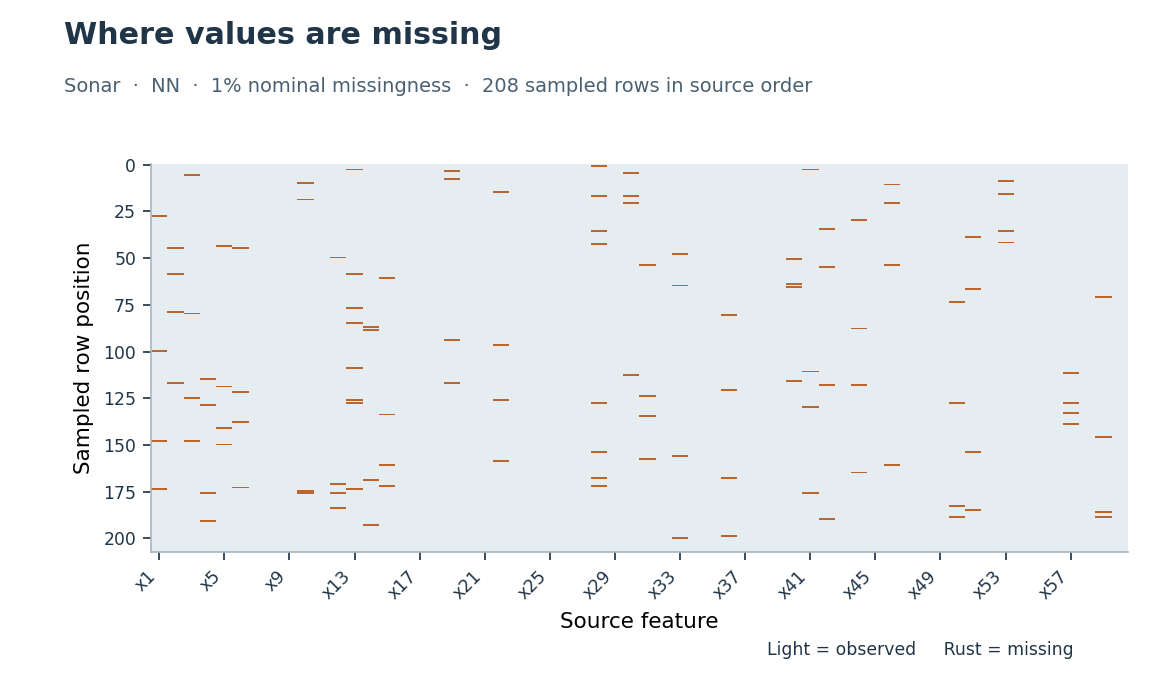 Where values are missing
Sonar · NN · 1% nominal missingness · 208 sampled rows in source order
0
25
50
75
100
125
150
175
200
Sampled row position
x1 x5 x9 x13 x17 x21 x25 x29 x33 x37 x41 x45 x49 x53 x57
Source feature
Light = observed Rust = missing